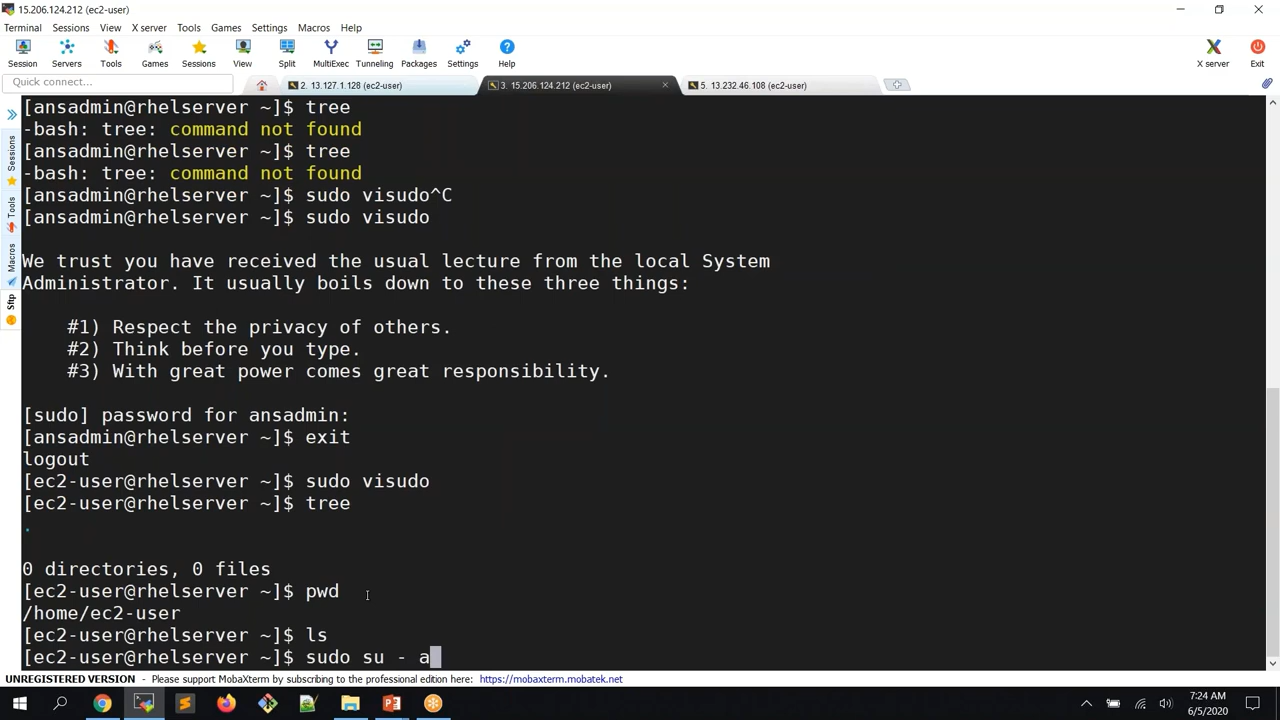 15.206.124.212 (ec2-user)
Terminal Sessions View X server Tools Games Settings Macros Help
Session Servers Tools Games Sessions View Split MultiExec Tunneling Packages Settings Help X server Exit
Quick connect...
2. 13.127.1.128 (ec2-user)
3. 15.206.124.212 (ec2-user)
5. 13.232.46.108 (ec2-user)
Sessions
Tools
Macros
Sftp
[ansadmin@rhelserver ~]$ tree
-bash: tree: command not found
[ansadmin@rhelserver ~]$ tree
-bash: tree: command not found
[ansadmin@rhelserver ~]$ sudo visudo^C
[ansadmin@rhelserver ~]$ sudo visudo
We trust you have received the usual lecture from the local System
Administrator. It usually boils down to these three things:
#1) Respect the privacy of others.
#2) Think before you type.
#3) With great power comes great responsibility.
[sudo] password for ansadmin:
[ansadmin@rhelserver ~]$ exit
logout
[ec2-user@rhelserver ~]$ sudo visudo
[ec2-user@rhelserver ~]$ tree
.
0 directories, 0 files
[ec2-user@rhelserver ~]$ pwd
/home/ec2-user
[ec2-user@rhelserver ~]$ ls
[ec2-user@rhelserver ~]$ sudo su - a
UNREGISTERED VERSION - Please support MobaXterm by subscribing to the professional edition here: https://mobaxterm.mobatek.net
7:24 AM
6/5/2020